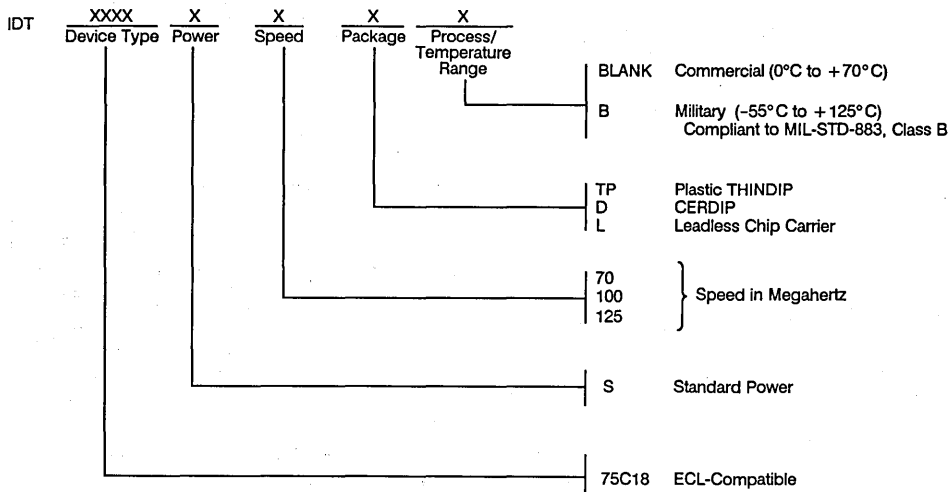 IDT XXXX X X X X
Device Type Power Speed Package Process/
Temperature
Range
BLANK Commercial (0°C to +70°C)
B Military (–55°C to +125°C)
Compliant to MIL-STD-883, Class B
TP Plastic THINDIP
D CERDIP
L Leadless Chip Carrier
70
100 Speed in Megahertz
125
S Standard Power
75C18 ECL-Compatible